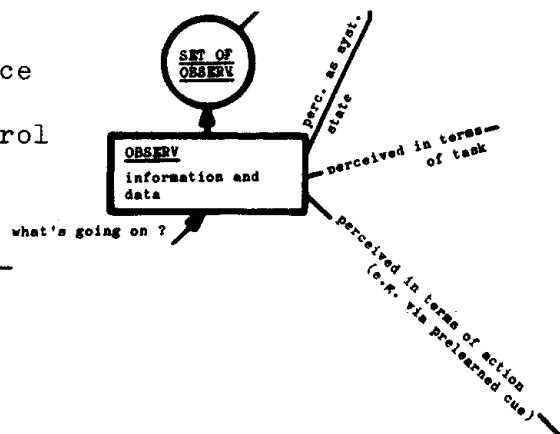 SET OF
OBSERV.
ce
rol
OBSERV
information and
data
what's going on ?
perc. as syst.
state
perceived in terms
of task
perceived in terms of action
(e.g. via prelearned cue)